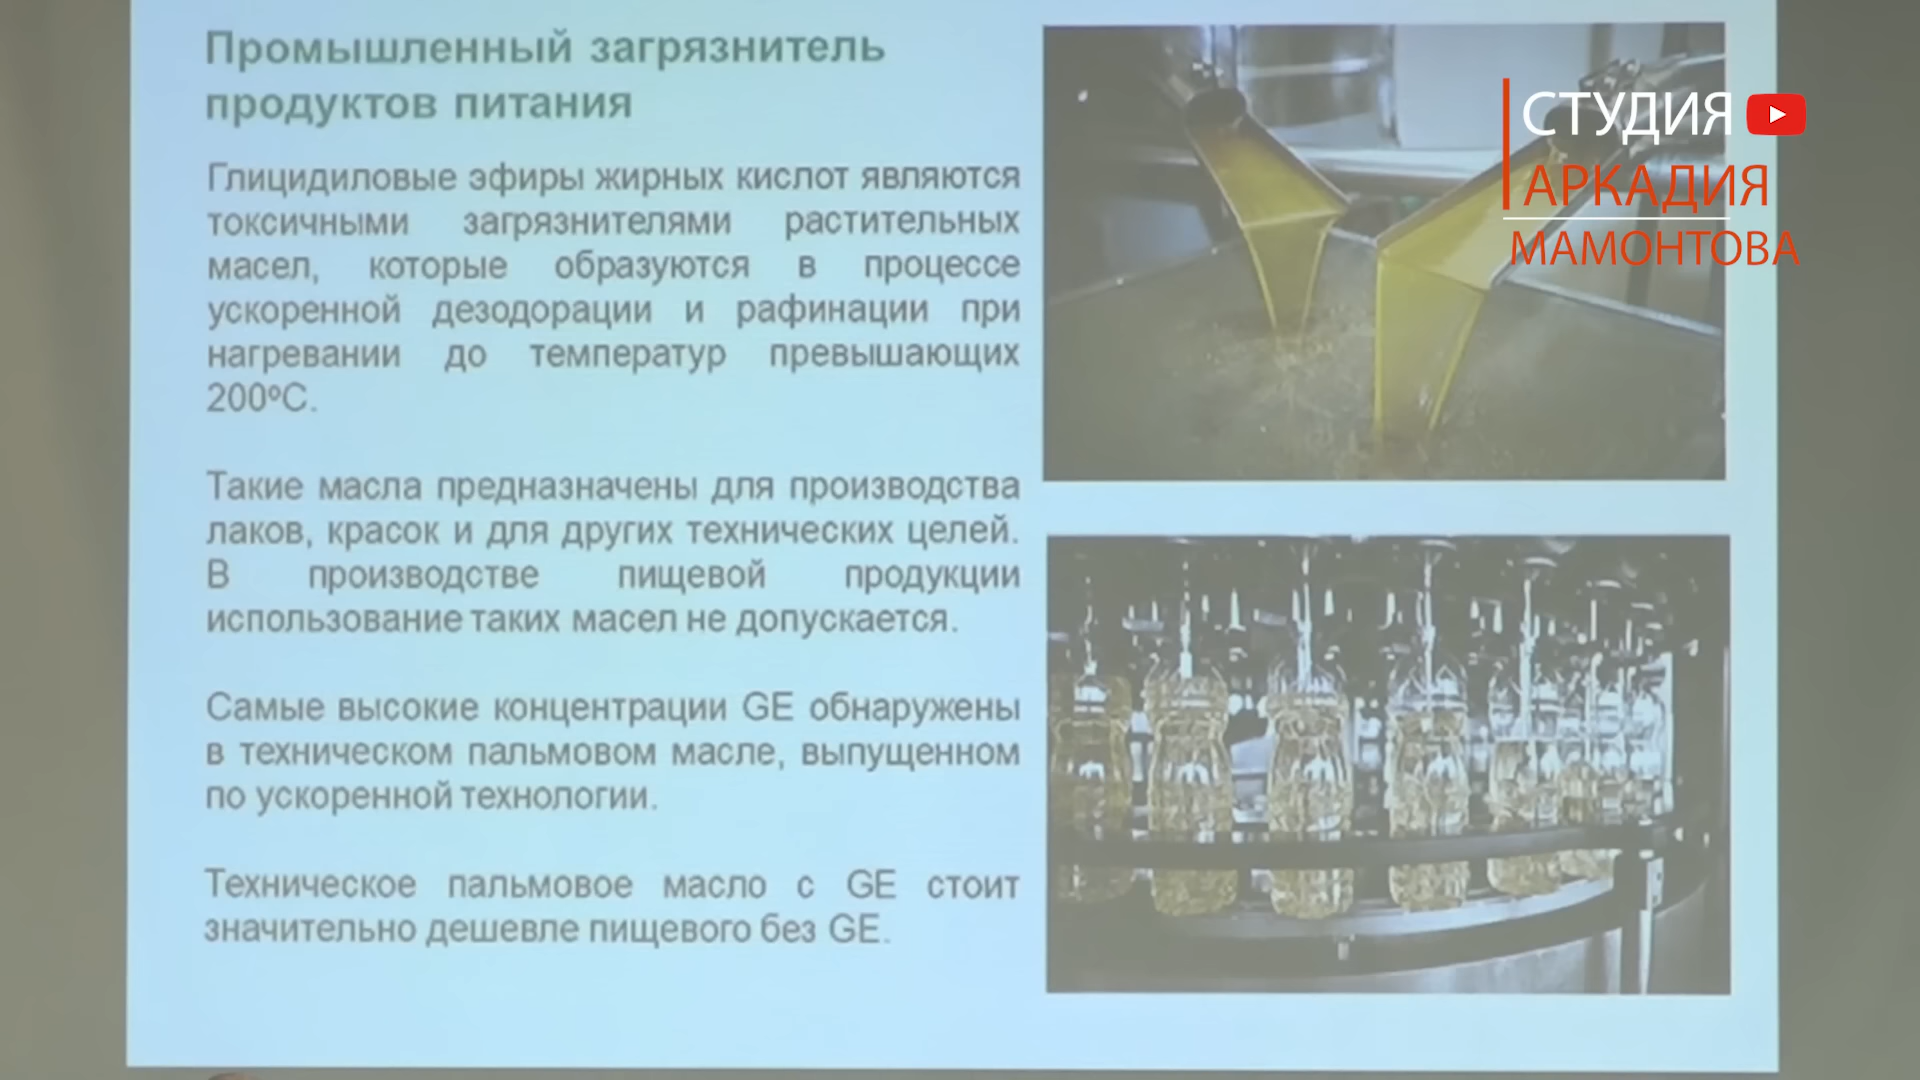 Промышленный загрязнитель
продуктов питания
Глицидиловые эфиры жирных кислот являются
токсичными загрязнителями растительных
масел, которые образуются в процессе
ускоренной дезодорации и рафинации при
нагревании до температур превышающих
200ºС.
Такие масла предназначены для производства
лаков, красок и для других технических целей.
В производстве пищевой продукции
использование таких масел не допускается.
Самые высокие концентрации GE обнаружены
в техническом пальмовом масле, выпущенном
по ускоренной технологии.
Техническое пальмовое масло с GE стоит
значительно дешевле пищевого без GE.
СТУДИЯ
АРКАДИЯ
МАМОНТОВА